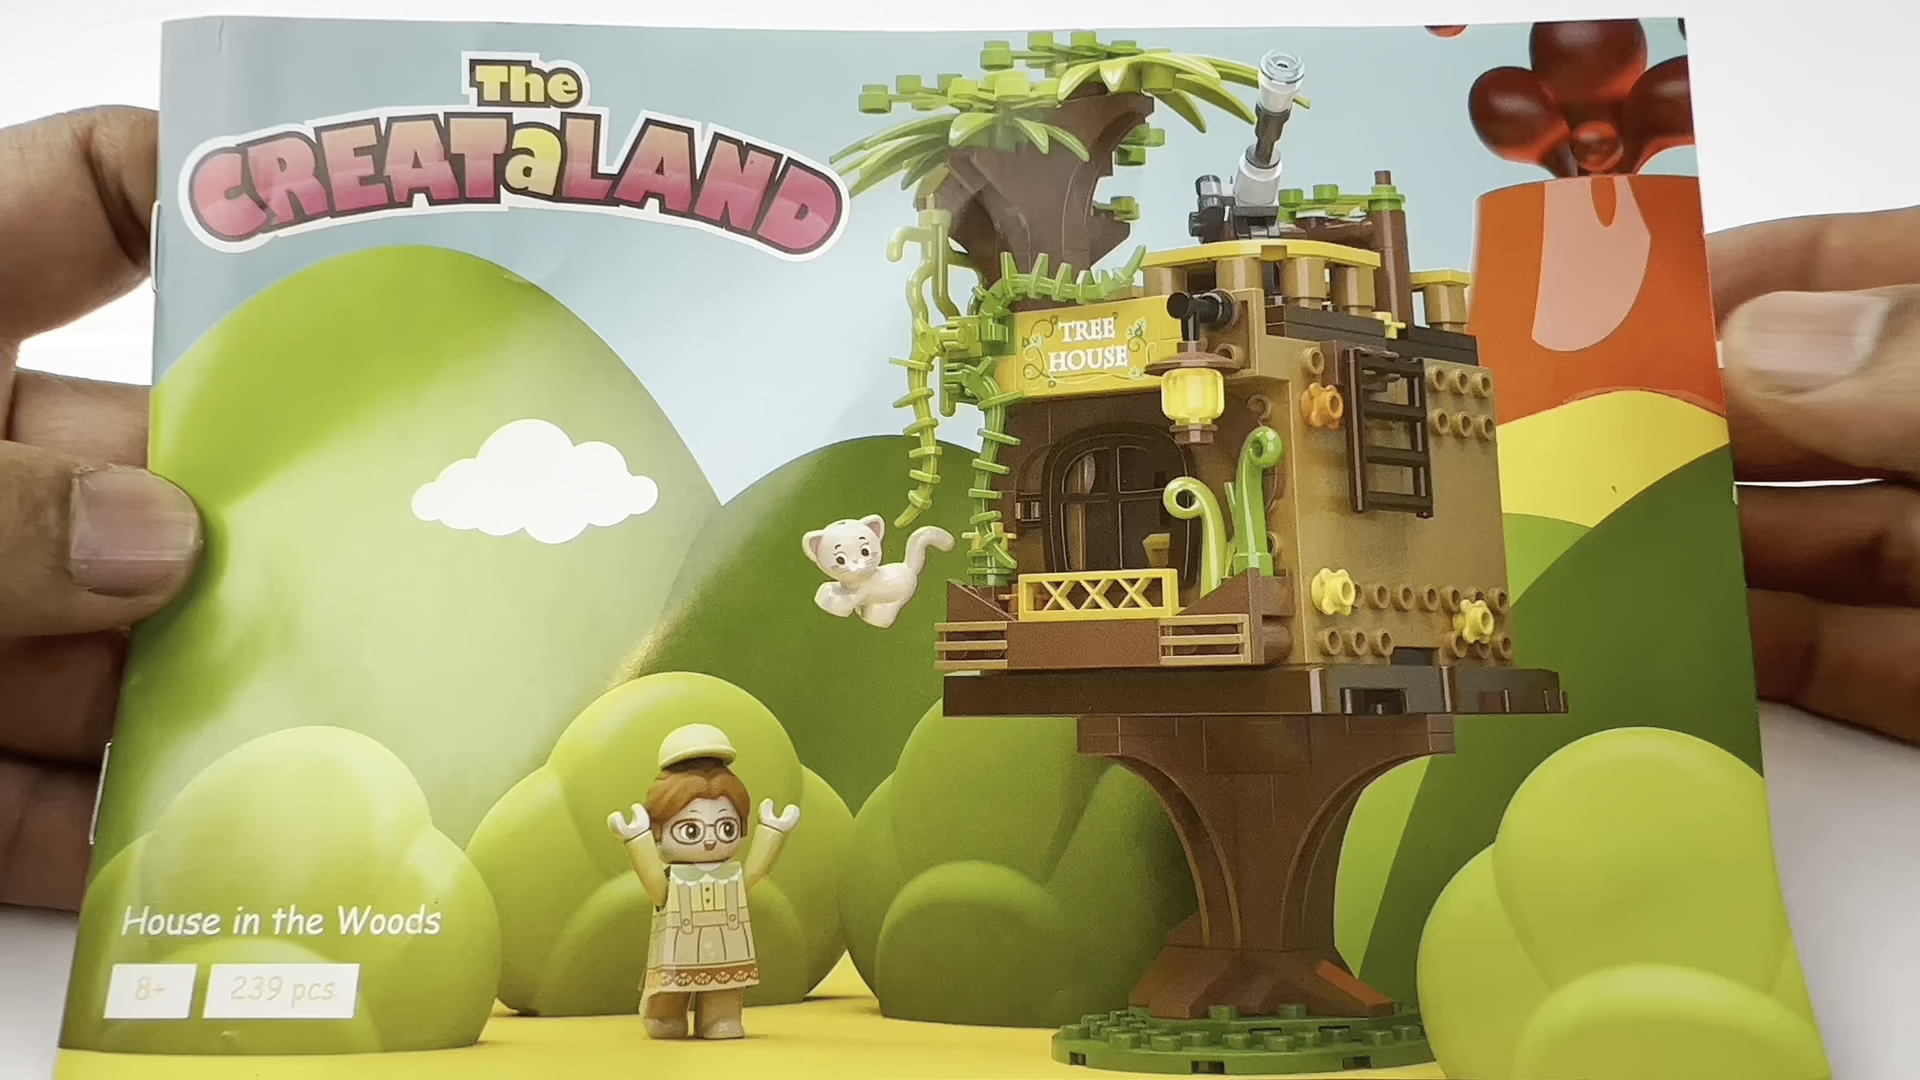 The
CREATaLAND
TREE
HOUSE
House in the Woods
8+
239 pcs